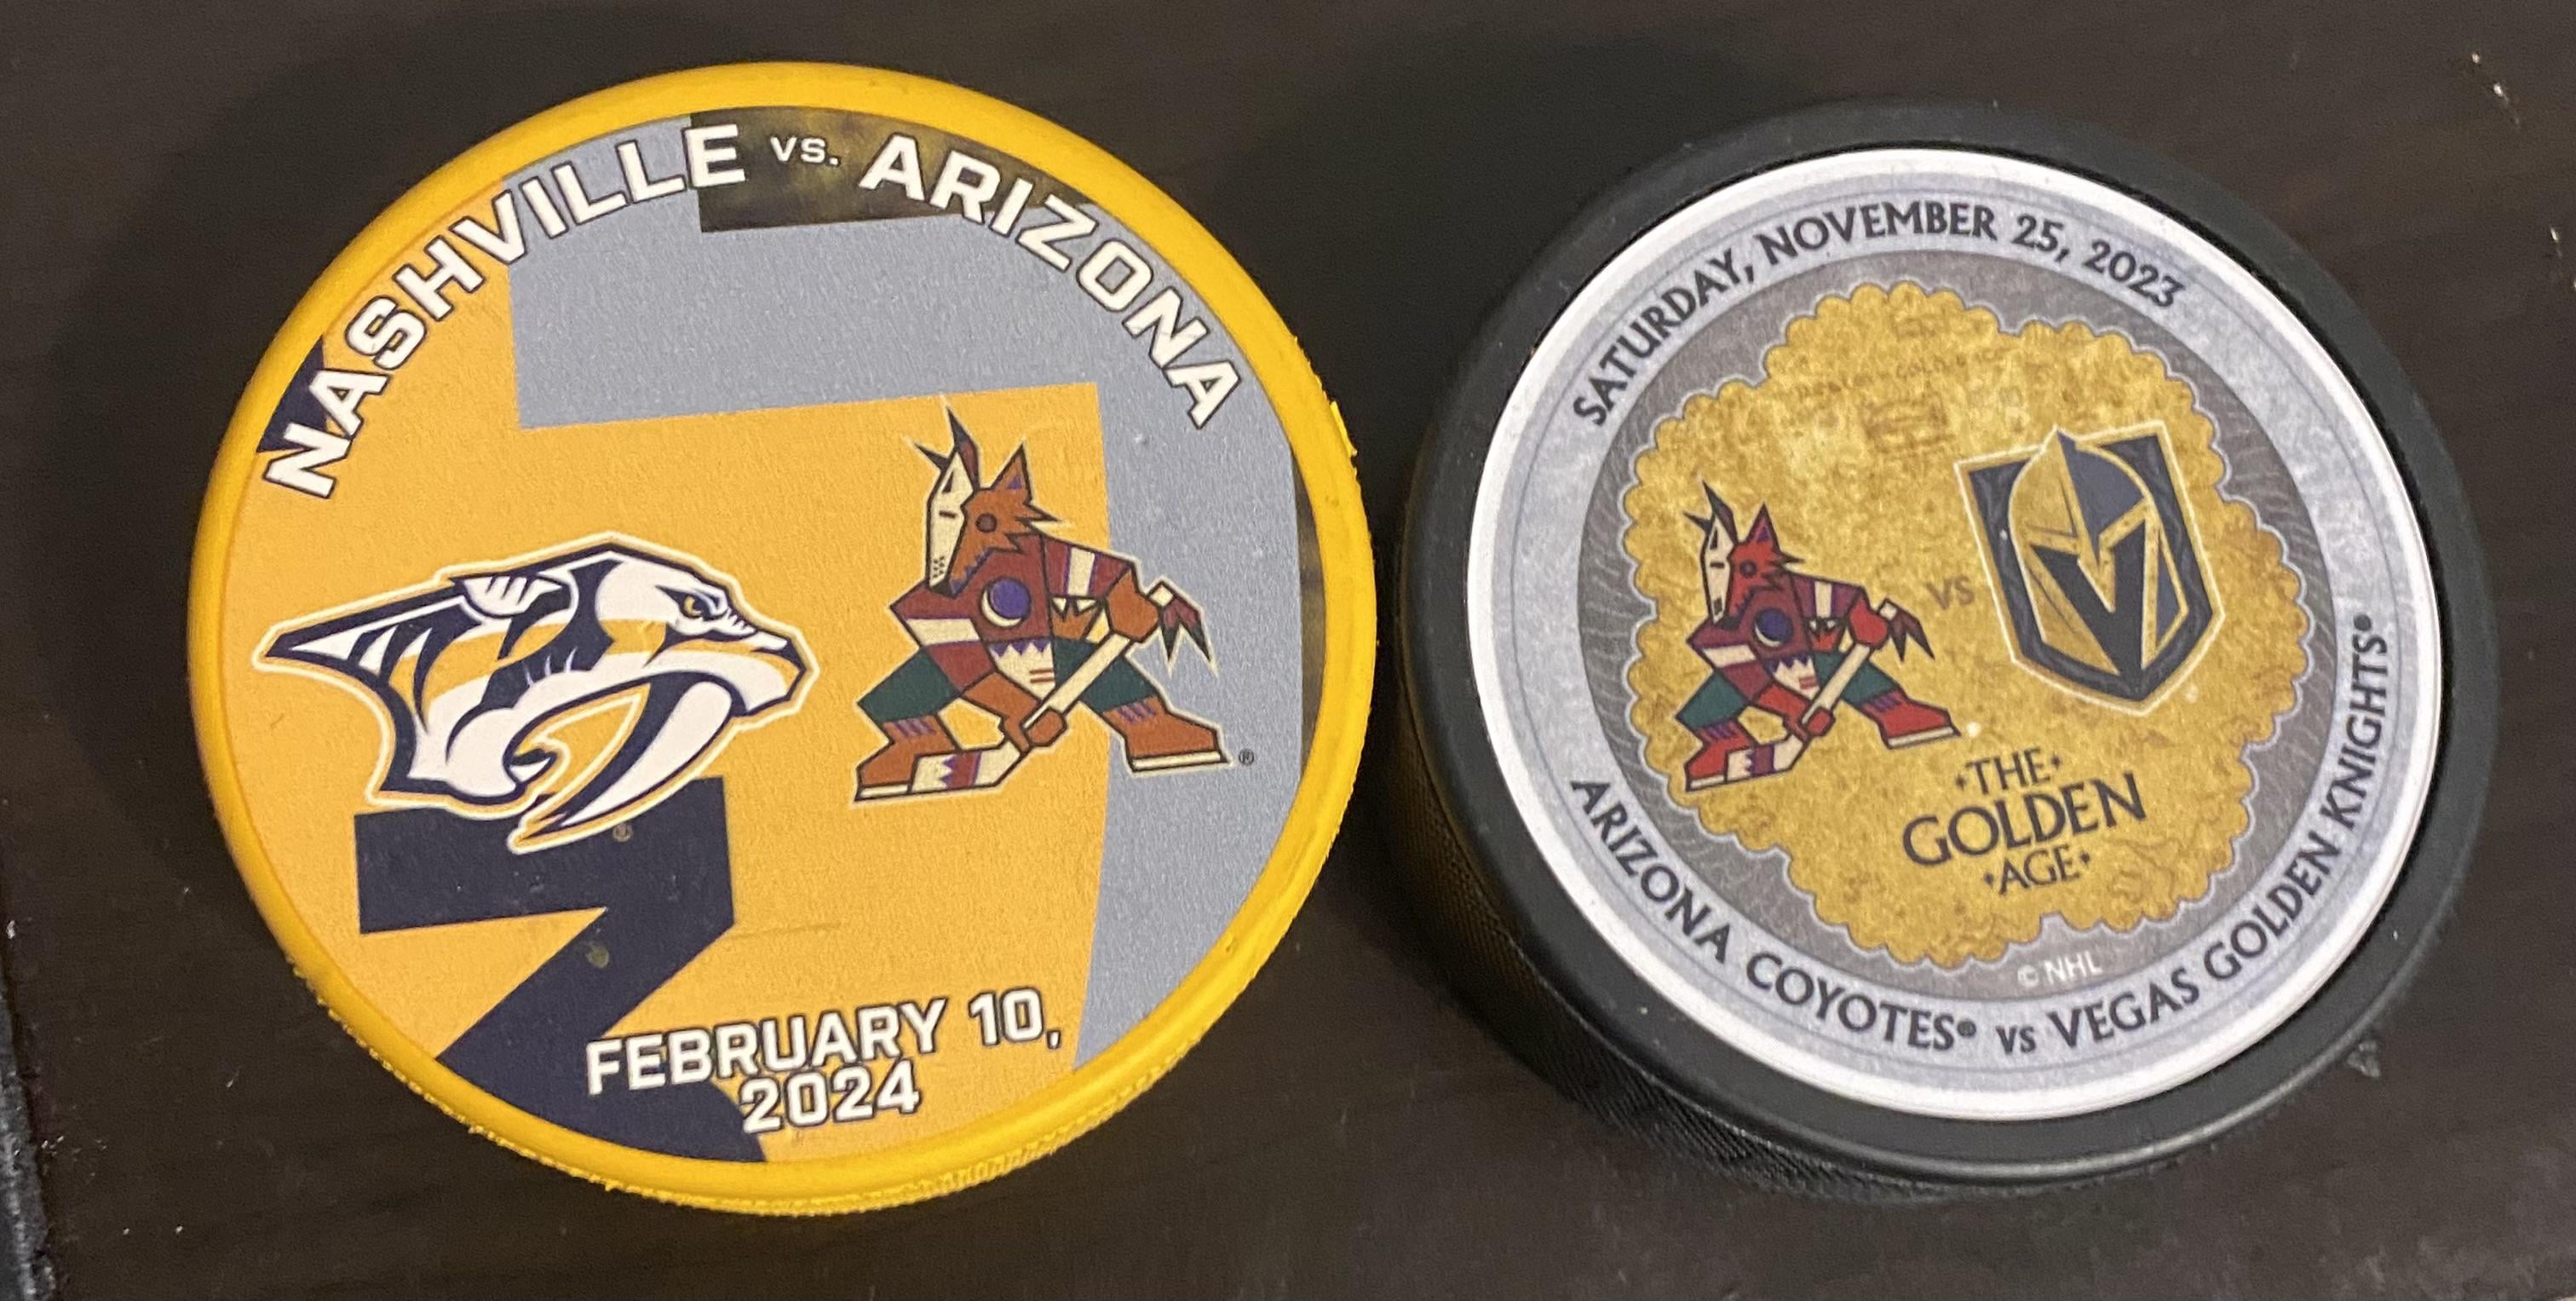 NASHVILLE VS. ARIZONA
®
®
FEBRUARY 10,
2024
SATURDAY, NOVEMBER 25, 2023
VS
THE
GOLDEN
AGE
© NHL
ARIZONA COYOTES® vs VEGAS GOLDEN KNIGHTS®